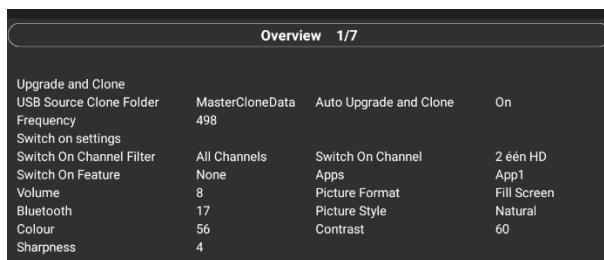 Overview 1/7
Upgrade and Clone
USB Source Clone Folder MasterCloneData Auto Upgrade and Clone On
Frequency 498
Switch on settings
Switch On Channel Filter All Channels Switch On Channel 2 één HD
Switch On Feature None Apps App1
Volume 8 Picture Format Fill Screen
Bluetooth 17 Picture Style Natural
Colour 56 Contrast 60
Sharpness 4